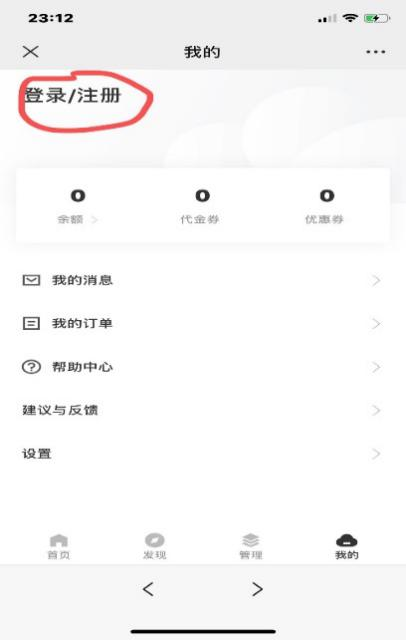 23:12
我的
登录/注册
0 0 0
余额 代金券 优惠券
我的消息
我的订单
帮助中心
建议与反馈
设置
首页 发现 管理 我的